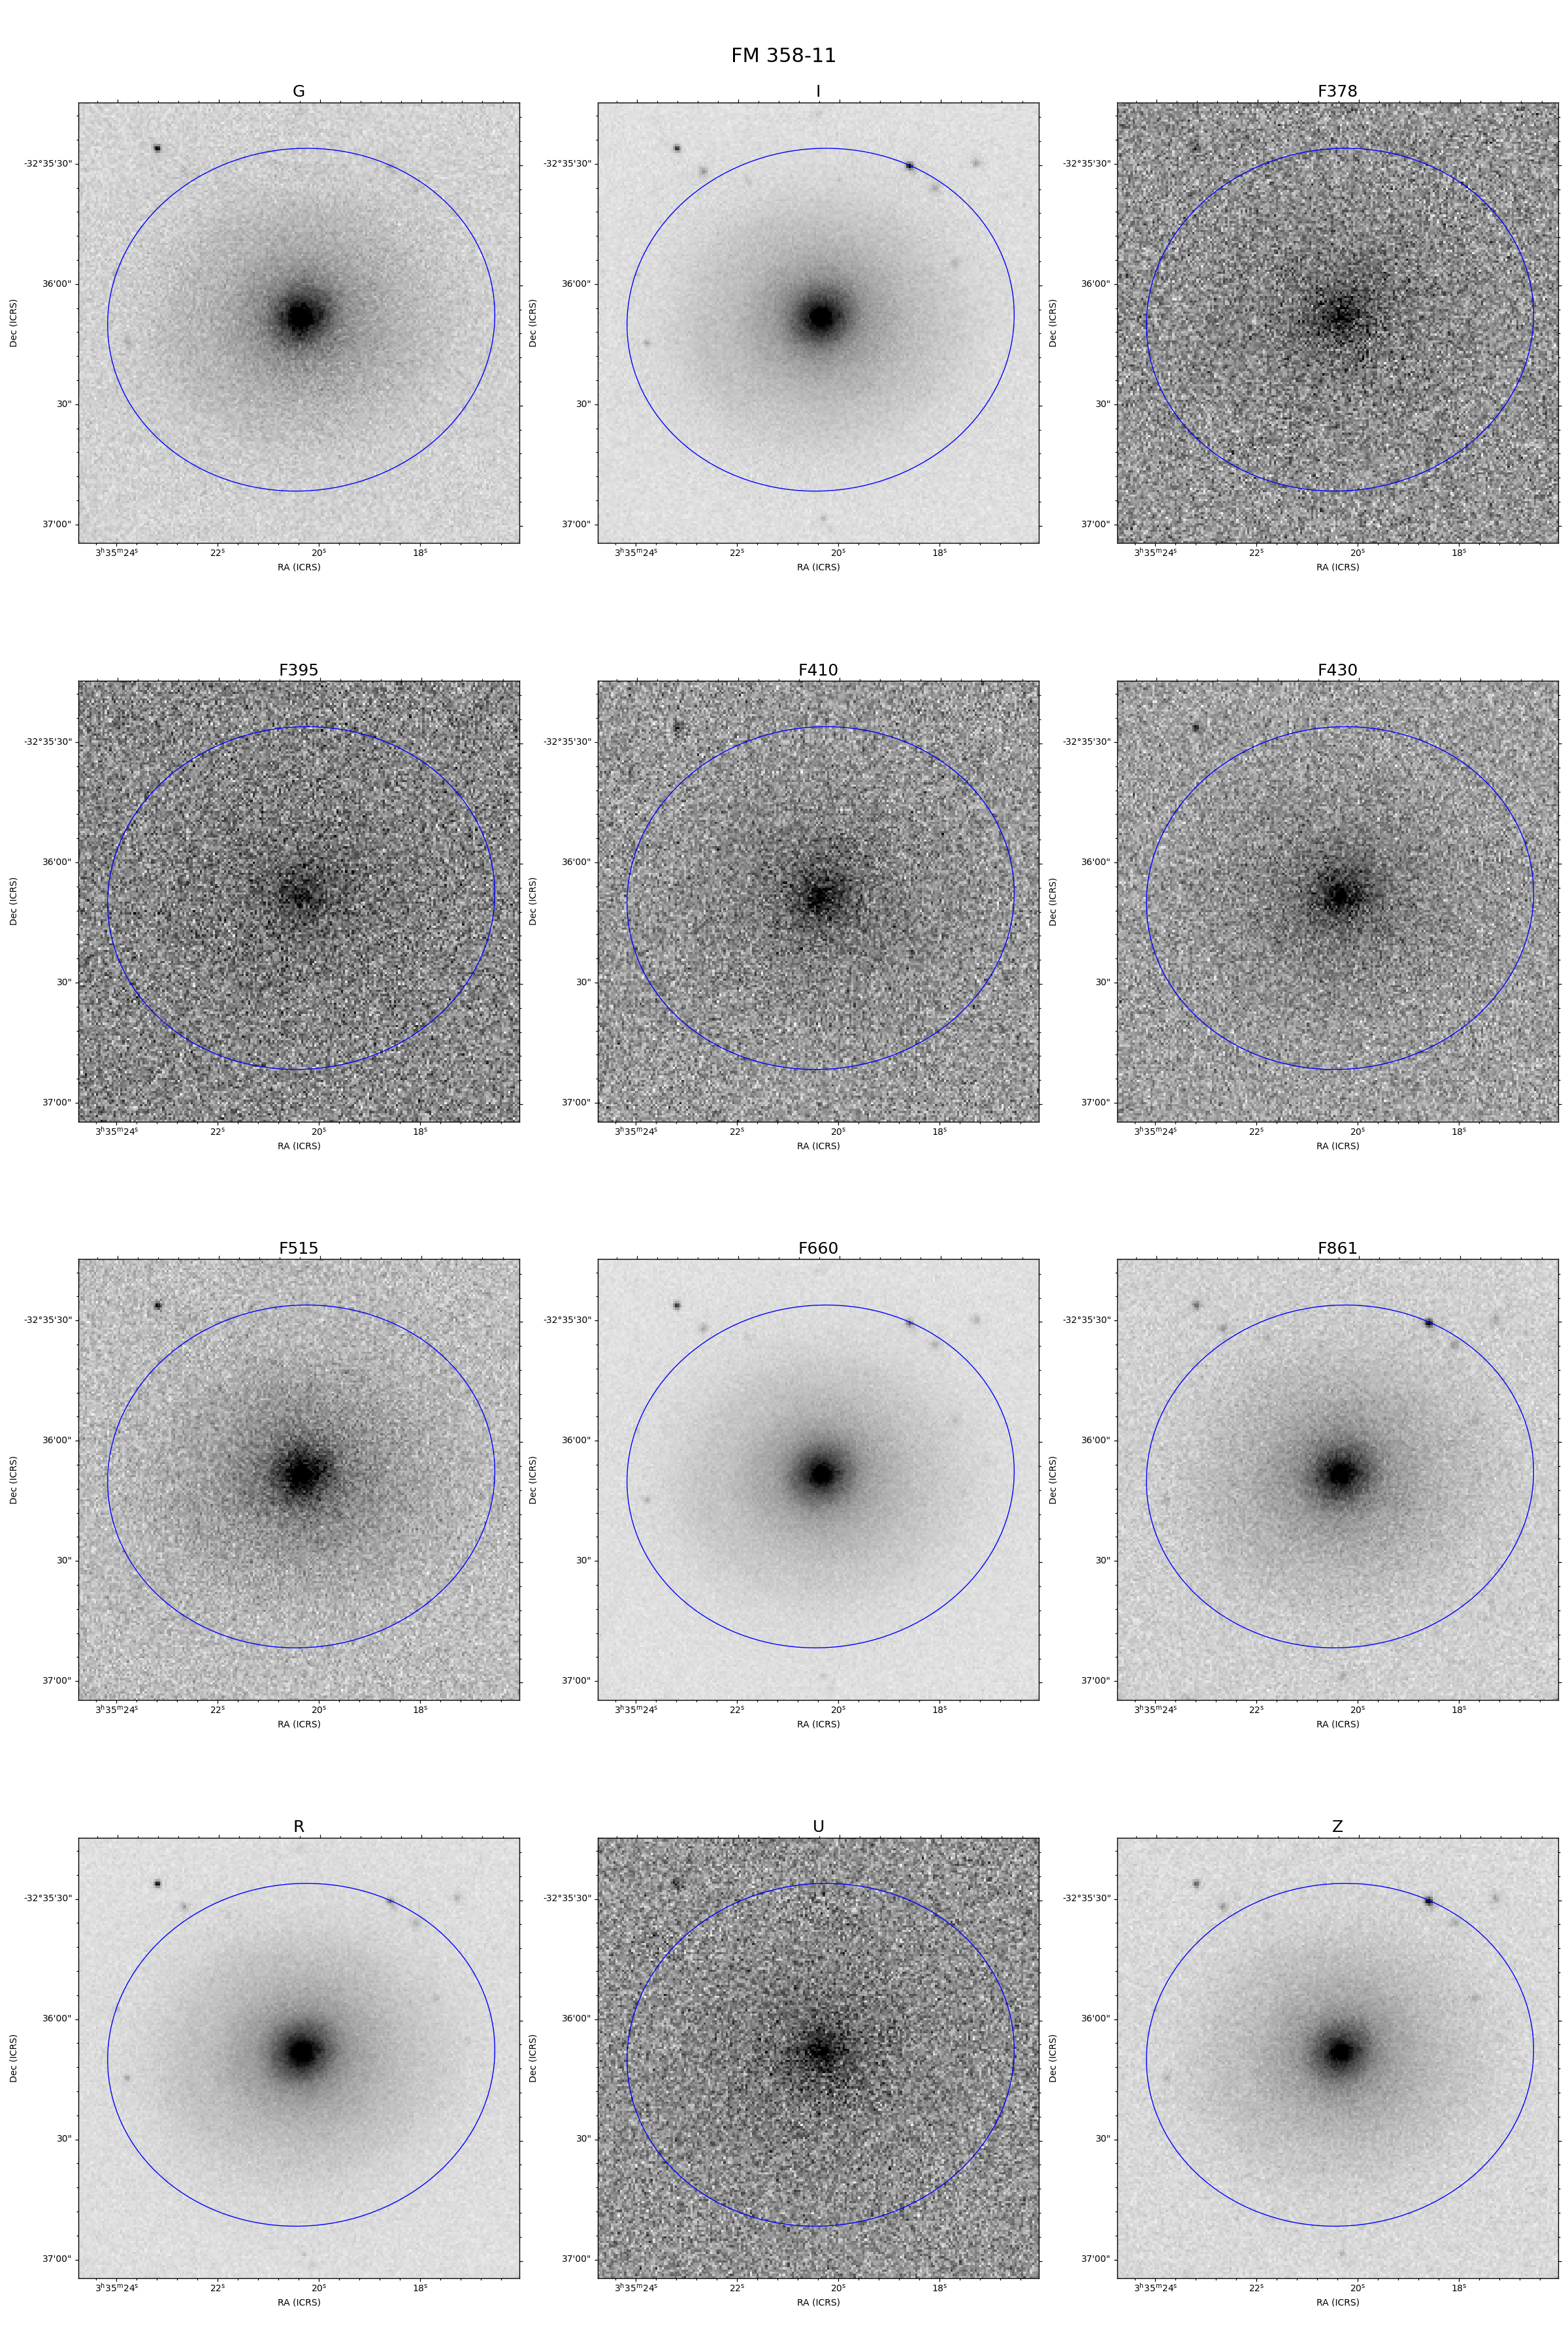 FM 358-11
G I F378
-32°35'30" -32°35'30" -32°35'30"
36'00" 36'00" 36'00"
Dec (ICRS) Dec (ICRS) Dec (ICRS)
30" 30" 30"
37'00" 37'00" 37'00"
3ʰ35ᵐ24ˢ 22ˢ 20ˢ 18ˢ 3ʰ35ᵐ24ˢ 22ˢ 20ˢ 18ˢ 3ʰ35ᵐ24ˢ 22ˢ 20ˢ 18ˢ
RA (ICRS) RA (ICRS) RA (ICRS)
F395 F410 F430
-32°35'30" -32°35'30" -32°35'30"
36'00" 36'00" 36'00"
Dec (ICRS) Dec (ICRS) Dec (ICRS)
30" 30" 30"
37'00" 37'00" 37'00"
3ʰ35ᵐ24ˢ 22ˢ 20ˢ 18ˢ 3ʰ35ᵐ24ˢ 22ˢ 20ˢ 18ˢ 3ʰ35ᵐ24ˢ 22ˢ 20ˢ 18ˢ
RA (ICRS) RA (ICRS) RA (ICRS)
F515 F660 F861
-32°35'30" -32°35'30" -32°35'30"
36'00" 36'00" 36'00"
Dec (ICRS) Dec (ICRS) Dec (ICRS)
30" 30" 30"
37'00" 37'00" 37'00"
3ʰ35ᵐ24ˢ 22ˢ 20ˢ 18ˢ 3ʰ35ᵐ24ˢ 22ˢ 20ˢ 18ˢ 3ʰ35ᵐ24ˢ 22ˢ 20ˢ 18ˢ
RA (ICRS) RA (ICRS) RA (ICRS)
R U Z
-32°35'30" -32°35'30" -32°35'30"
36'00" 36'00" 36'00"
Dec (ICRS) Dec (ICRS) Dec (ICRS)
30" 30" 30"
37'00" 37'00" 37'00"
3ʰ35ᵐ24ˢ 22ˢ 20ˢ 18ˢ 3ʰ35ᵐ24ˢ 22ˢ 20ˢ 18ˢ 3ʰ35ᵐ24ˢ 22ˢ 20ˢ 18ˢ
RA (ICRS) RA (ICRS) RA (ICRS)